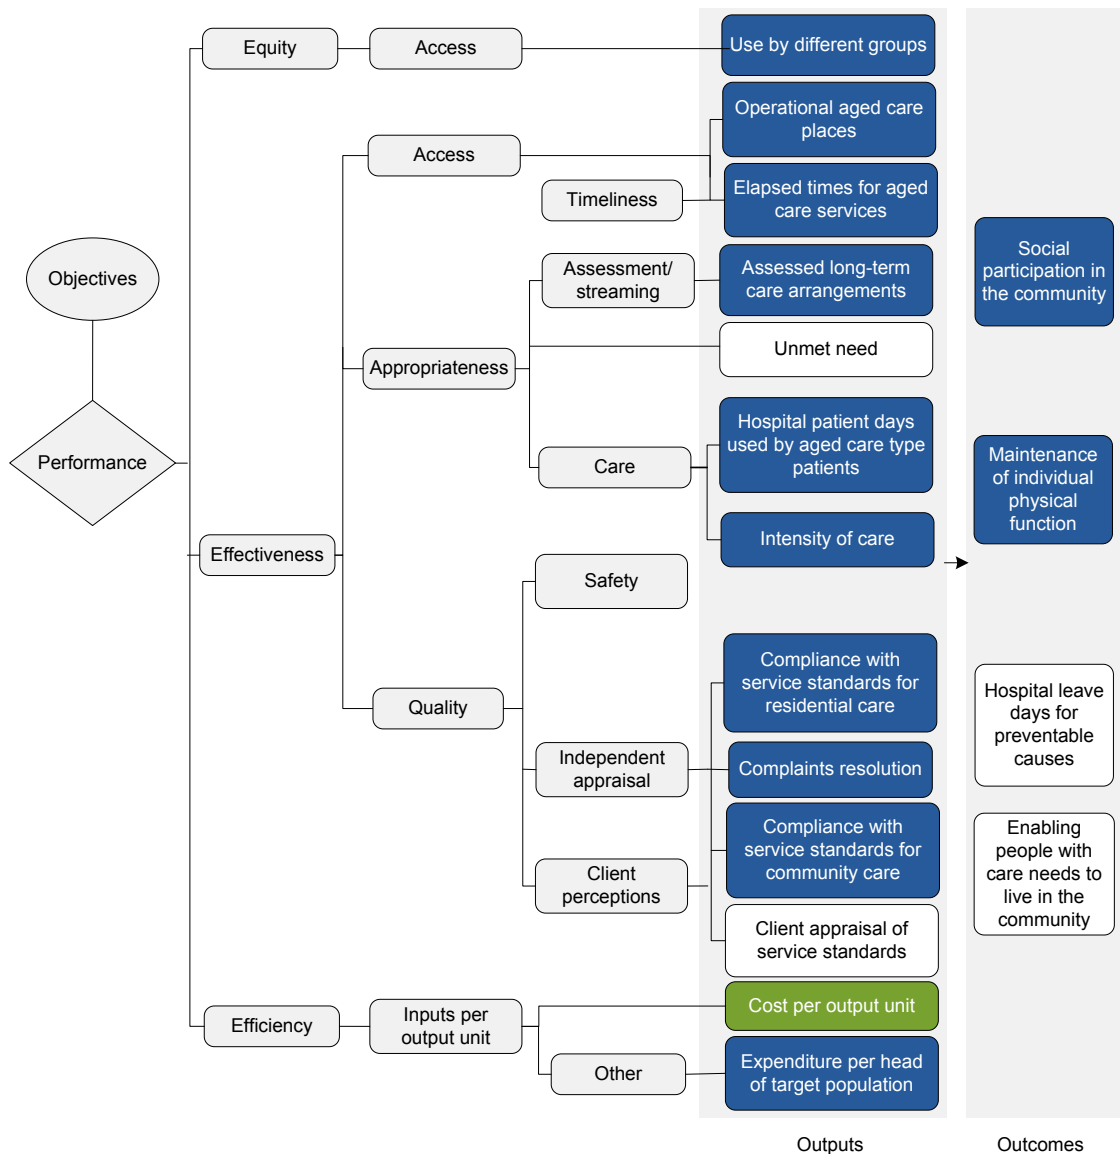 Equity
Access
Use by different groups
Operational aged care
places
Access
Timeliness
Elapsed times for aged
care services
Objectives
Assessment/
streaming
Assessed long-term
care arrangements
Social
participation in
the community
Unmet need
Appropriateness
Performance
Care
Hospital patient days
used by aged care type
patients
Maintenance
of individual
physical
function
Intensity of care
Effectiveness
Safety
Quality
Compliance with
service standards for
residential care
Hospital leave
days for
preventable
causes
Independent
appraisal
Complaints resolution
Compliance with
service standards for
community care
Enabling
people with
care needs to
live in the
community
Client
perceptions
Client appraisal of
service standards
Efficiency
Inputs per
output unit
Cost per output unit
Other
Expenditure per head
of target population
Outputs
Outcomes